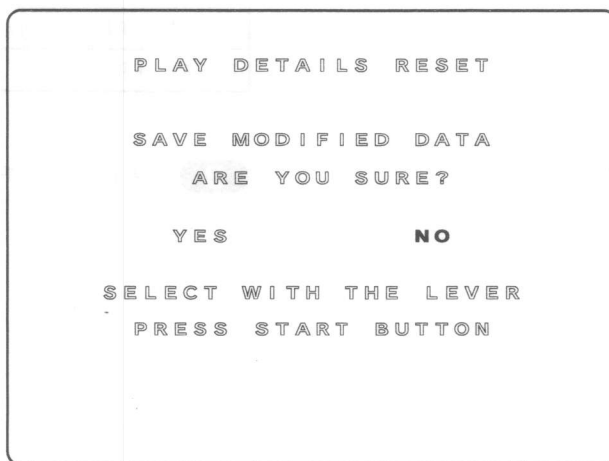 PLAY DETAILS RESET
SAVE MODIFIED DATA
ARE YOU SURE?
YES NO
SELECT WITH THE LEVER
PRESS START BUTTON